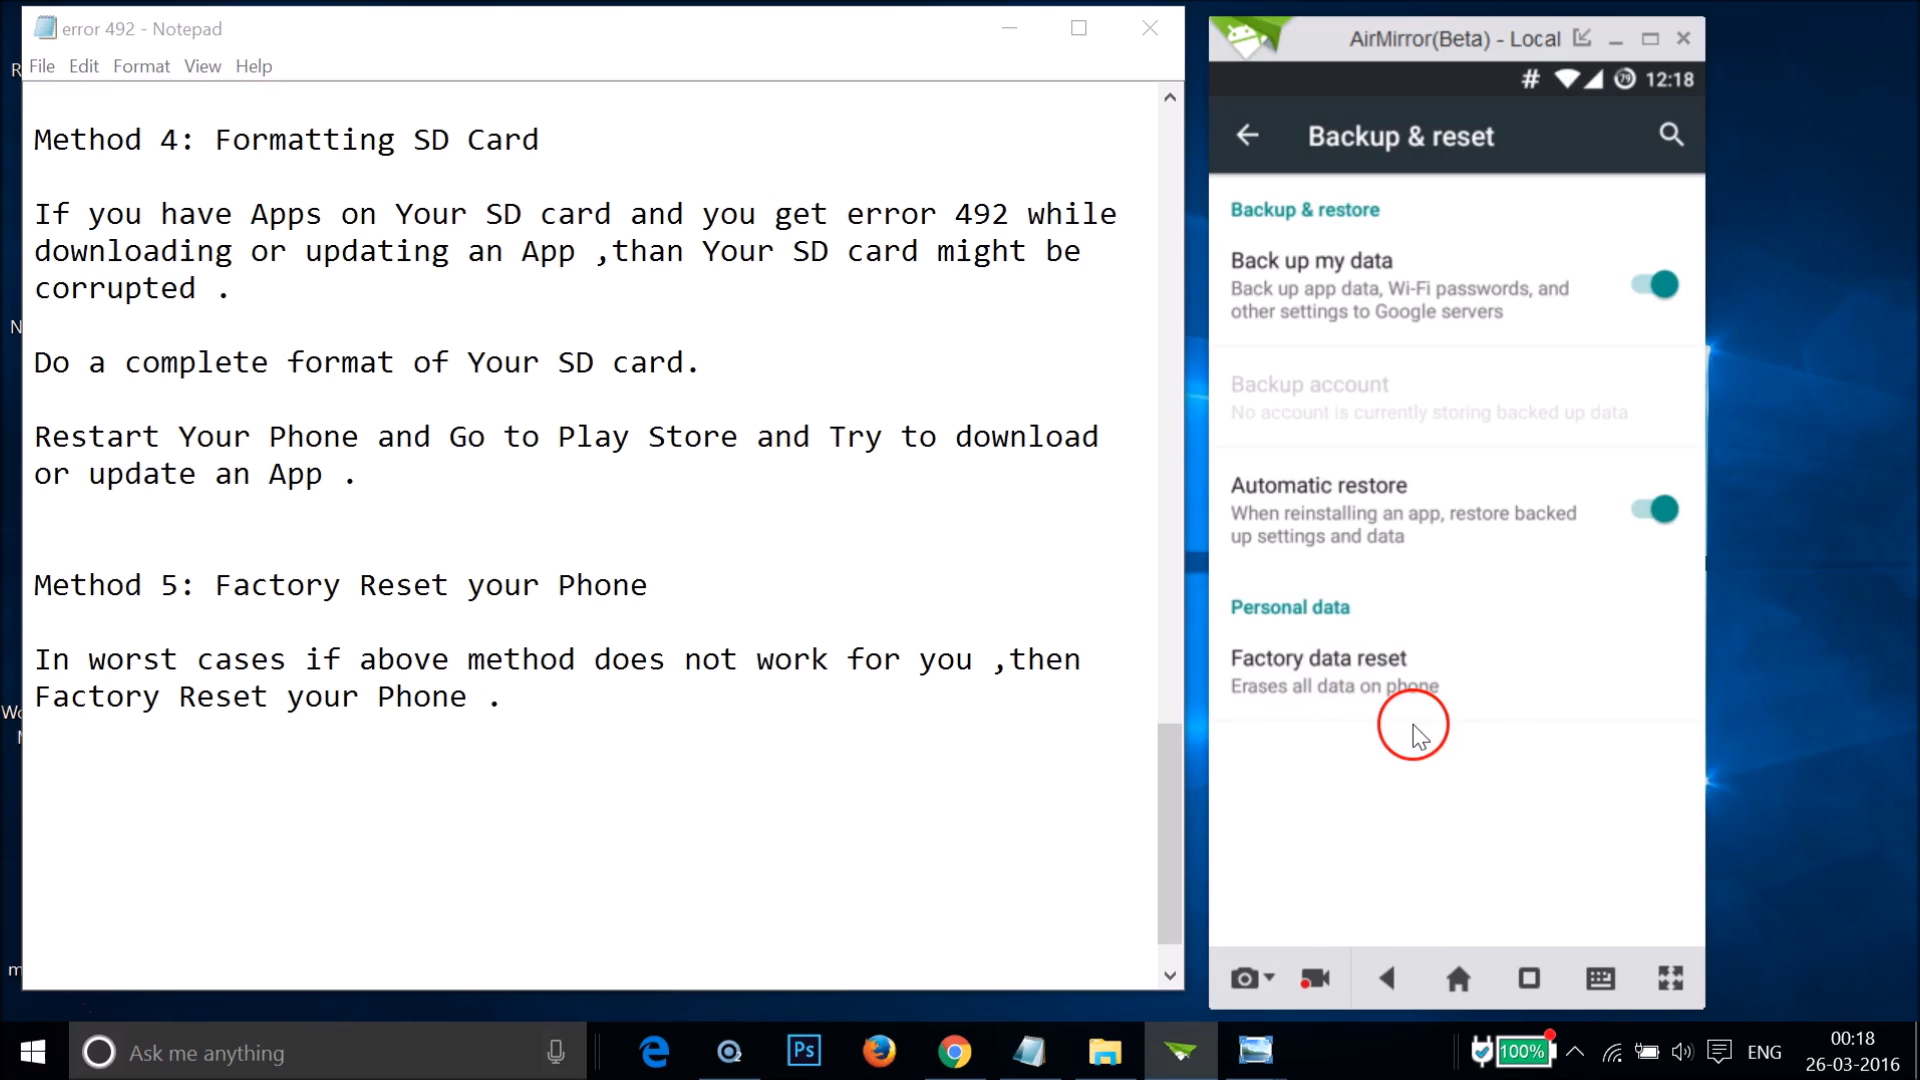 error 492 - Notepad
File Edit Format View Help
Method 4: Formatting SD Card
If you have Apps on Your SD card and you get error 492 while
downloading or updating an App ,than Your SD card might be
corrupted .
Do a complete format of Your SD card.
Restart Your Phone and Go to Play Store and Try to download
or update an App .
Method 5: Factory Reset your Phone
In worst cases if above method does not work for you ,then
Factory Reset your Phone .
AirMirror(Beta) - Local
# 79 12:18
Backup & reset
Backup & restore
Back up my data
Back up app data, Wi-Fi passwords, and
other settings to Google servers
Backup account
No account is currently storing backed up data
Automatic restore
When reinstalling an app, restore backed
up settings and data
Personal data
Factory data reset
Erases all data on phone
Ask me anything
Ps
100%
ENG
00:18
26-03-2016